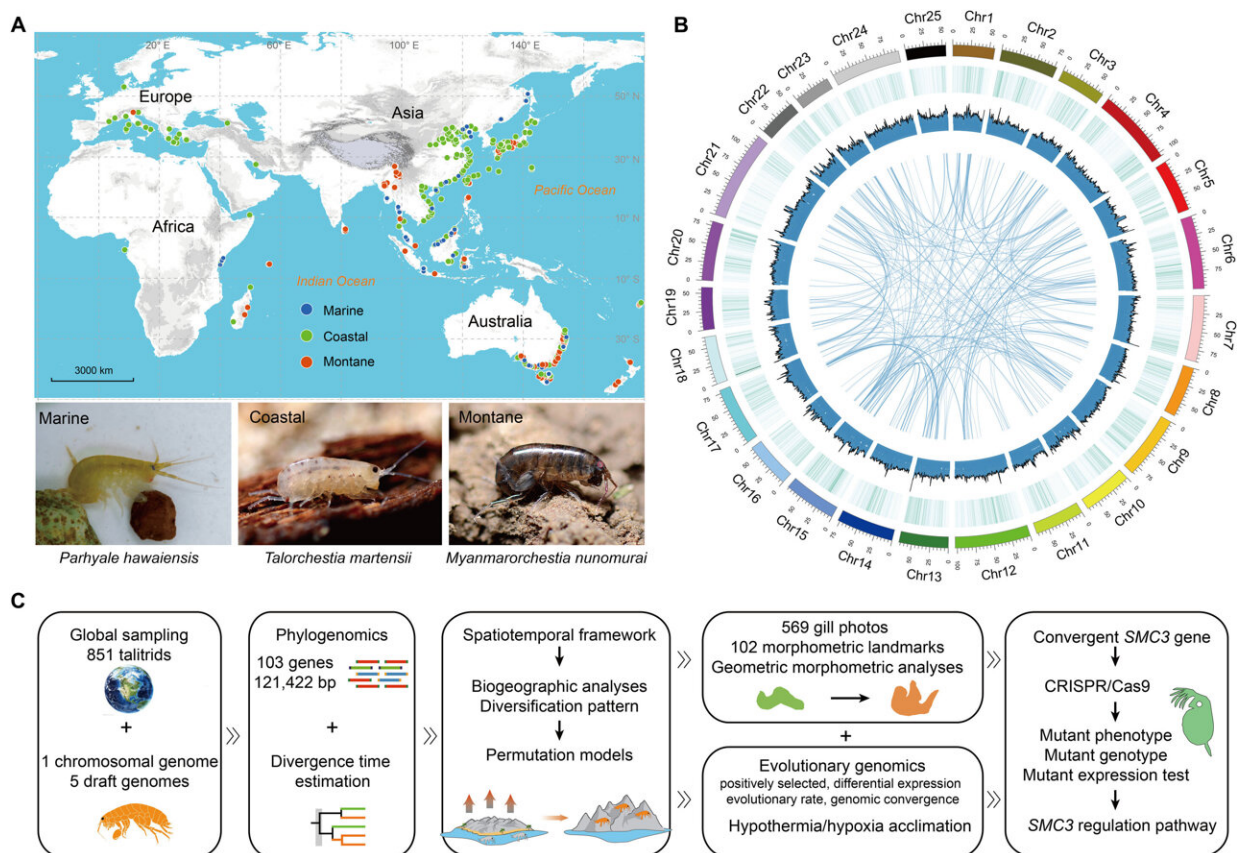 A
20° E
60° E
100° E
140° E
Europe
Asia
50° N
30° N
Pacific Ocean
Africa
10° N
Indian Ocean
10° S
Marine
Coastal
Montane
Australia
30° S
3000 km
Marine
Coastal
Montane
Parhyale hawaiensis
Talorchestia martensii
Myanmarorchestia nunomurai
B
Chr1
Chr2
Chr3
Chr4
Chr5
Chr6
Chr7
Chr8
Chr9
Chr10
Chr11
Chr12
Chr13
Chr14
Chr15
Chr16
Chr17
Chr18
Chr19
Chr20
Chr21
Chr22
Chr23
Chr24
Chr25
C
Global sampling
851 talitrids
+
1 chromosomal genome
5 draft genomes
Phylogenomics
103 genes
121,422 bp
+
Divergence time
estimation
Spatiotemporal framework
Biogeographic analyses
Diversification pattern
Permutation models
569 gill photos
102 morphometric landmarks
Geometric morphometric analyses
+
Evolutionary genomics
positively selected, differential expression
evolutionary rate, genomic convergence
Hypothermia/hypoxia acclimation
Convergent SMC3 gene
CRISPR/Cas9
Mutant phenotype
Mutant genotype
Mutant expression test
SMC3 regulation pathway